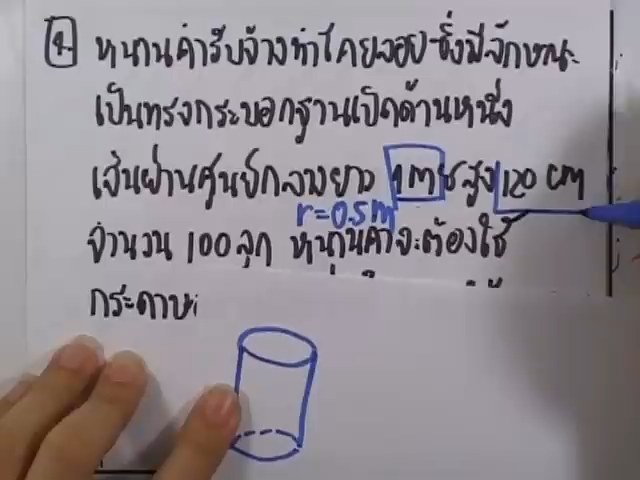 4. หนานคำรับจ้างทำโคมลอย ซึ่งมีลักษณะ
เป็นทรงกระบอกฐานเปิดด้านหนึ่ง
เส้นผ่านศูนย์กลางยาว 1 m สูง 120 cm
r = 0.5 m
จำนวน 100 ลูก หนานคำจะต้องใช้
กระดาษ